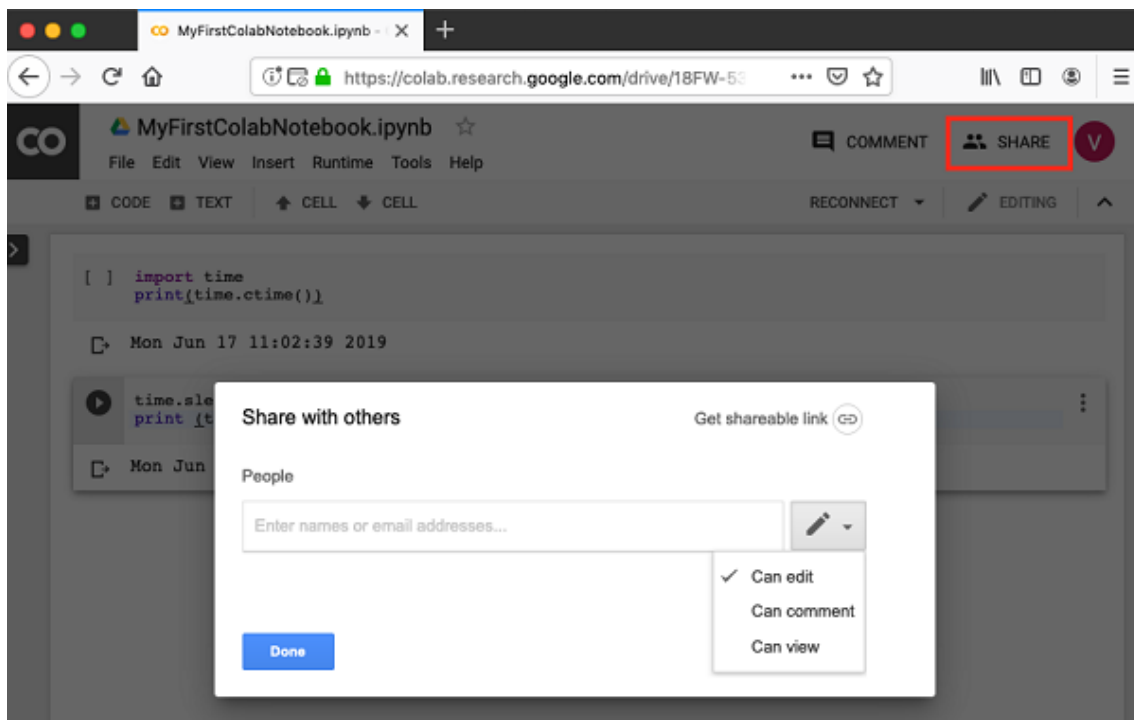 MyFirstColabNotebook.ipynb -
https://colab.research.google.com/drive/18FW-53
CO MyFirstColabNotebook.ipynb
COMMENT SHARE V
File Edit View Insert Runtime Tools Help
CODE TEXT CELL CELL RECONNECT EDITING
[ ] import time
print(time.ctime())
Mon Jun 17 11:02:39 2019
time.sle
print (t
Mon Jun
Share with others Get shareable link
People
Enter names or email addresses...
Can edit
Can comment
Can view
Done